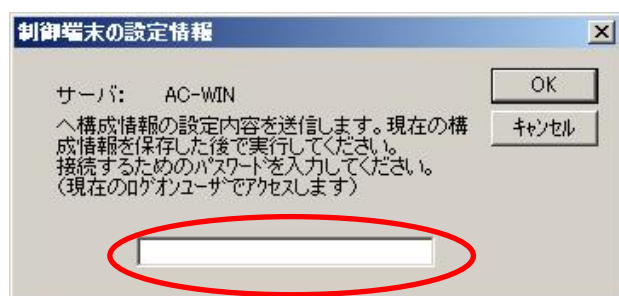 制御端末の設定情報
サーバ: AC-WIN
OK
へ構成情報の設定内容を送信します。現在の構
キャンセル
成情報を保存した後で実行してください。
接続するためのパスワードを入力してください。
(現在のログオンユーザでアクセスします)